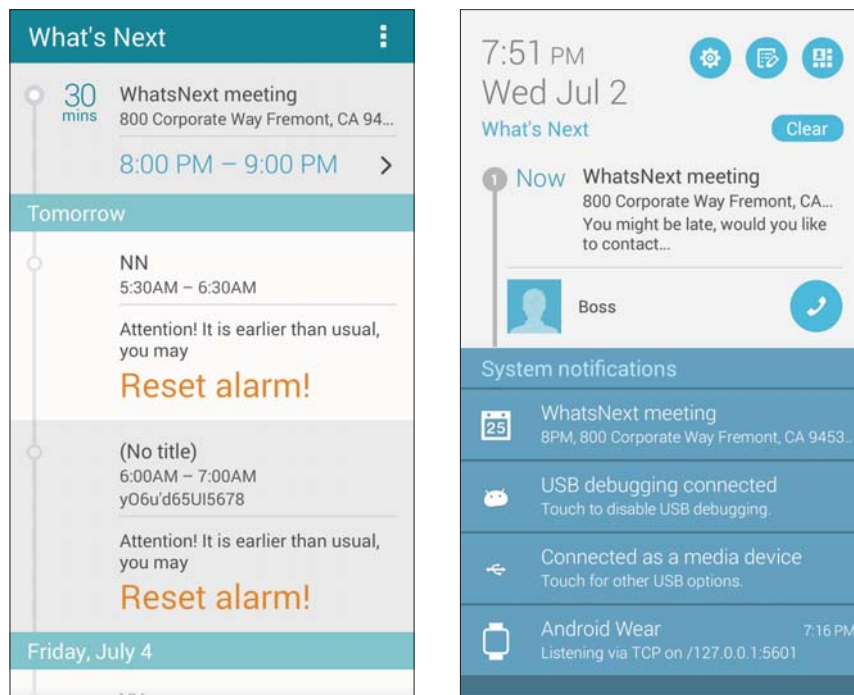 What's Next
30
mins
WhatsNext meeting
800 Corporate Way Fremont, CA 94...
8:00 PM – 9:00 PM
Tomorrow
NN
5:30AM – 6:30AM
Attention! It is earlier than usual,
you may
Reset alarm!
(No title)
6:00AM – 7:00AM
yO6u'd65UI5678
Attention! It is earlier than usual,
you may
Reset alarm!
Friday, July 4
7:51 PM
Wed Jul 2
What's Next
Clear
1
Now
WhatsNext meeting
800 Corporate Way Fremont, CA...
You might be late, would you like
to contact...
Boss
System notifications
25
WhatsNext meeting
8PM, 800 Corporate Way Fremont, CA 9453..
USB debugging connected
Touch to disable USB debugging.
Connected as a media device
Touch for other USB options.
Android Wear
7:16 PM
Listening via TCP on /127.0.0.1:5601